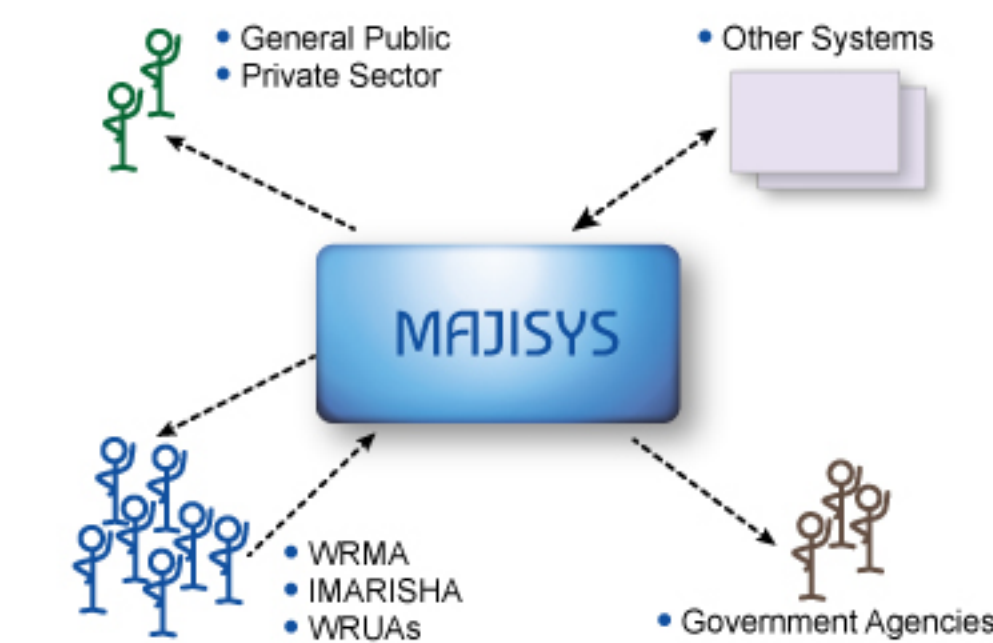 • General Public
• Private Sector
• Other Systems
MAJISYS
• WRMA
• IMARISHA
• WRUAs
• Government Agencies